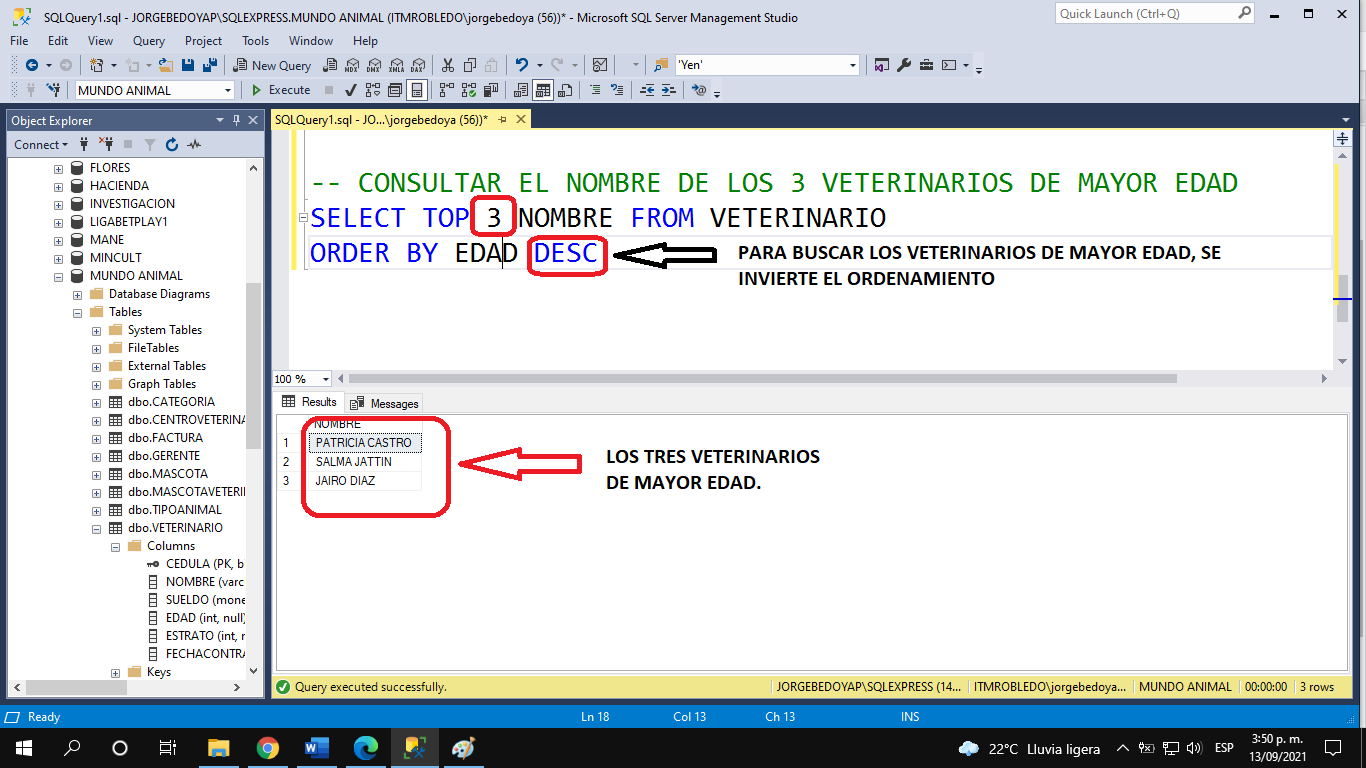 SQLQuery1.sql - JORGEBEDOYAP\SQLEXPRESS.MUNDO ANIMAL (ITMROBLEDO\jorgebedoya (56))* - Microsoft SQL Server Management Studio
Quick Launch (Ctrl+Q)
File Edit View Query Project Tools Window Help
New Query MDX DMX XMLA DAX 'Yen'
MUNDO ANIMAL Execute
Object Explorer
SQLQuery1.sql - JO...\jorgebedoya (56))*
Connect
FLORES
HACIENDA
INVESTIGACION
LIGABETPLAY1
MANE
MINCULT
MUNDO ANIMAL
Database Diagrams
Tables
System Tables
FileTables
External Tables
Graph Tables
dbo.CATEGORIA
dbo.CENTROVETERINA
dbo.FACTURA
dbo.GERENTE
dbo.MASCOTA
dbo.MASCOTAVETERI
dbo.TIPOANIMAL
dbo.VETERINARIO
Columns
CEDULA (PK, b
NOMBRE (varc
SUELDO (mone
EDAD (int, null)
ESTRATO (int, r
FECHACONTRA
Keys
-- CONSULTAR EL NOMBRE DE LOS 3 VETERINARIOS DE MAYOR EDAD
SELECT TOP 3 NOMBRE FROM VETERINARIO
ORDER BY EDAD DESC
PARA BUSCAR LOS VETERINARIOS DE MAYOR EDAD, SE
INVIERTE EL ORDENAMIENTO
100 %
Results Messages
NOMBRE
1 PATRICIA CASTRO
2 SALMA JATTIN
3 JAIRO DIAZ
LOS TRES VETERINARIOS
DE MAYOR EDAD.
Query executed successfully. JORGEBEDOYAP\SQLEXPRESS (14... ITMROBLEDO\jorgebedoya... MUNDO ANIMAL 00:00:00 3 rows
Ready Ln 18 Col 13 Ch 13 INS
22°C Lluvia ligera ESP 3:50 p. m.
13/09/2021